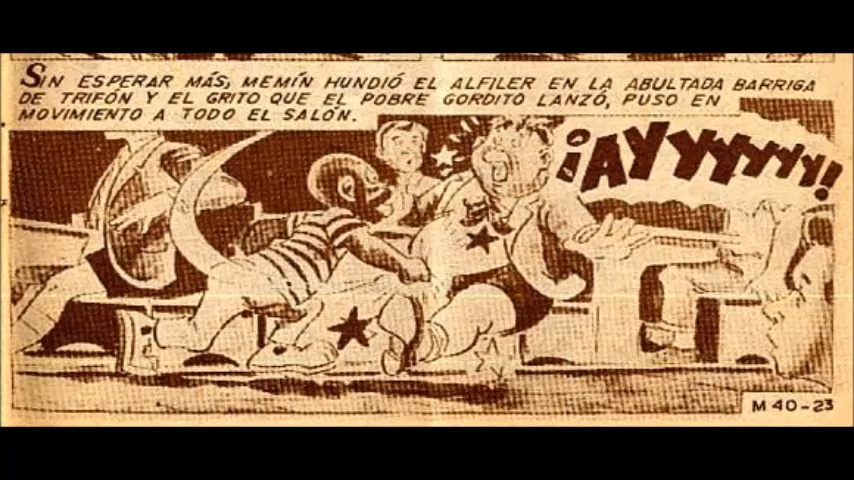 SIN ESPERAR MÁS, MEMÍN HUNDIÓ EL ALFILER EN LA ABULTADA BARRIGA
DE TRIFÓN Y EL GRITO QUE EL POBRE GORDITO LANZÓ, PUSO EN
MOVIMIENTO A TODO EL SALÓN.
¡AYYYYYYY!
M 40-23